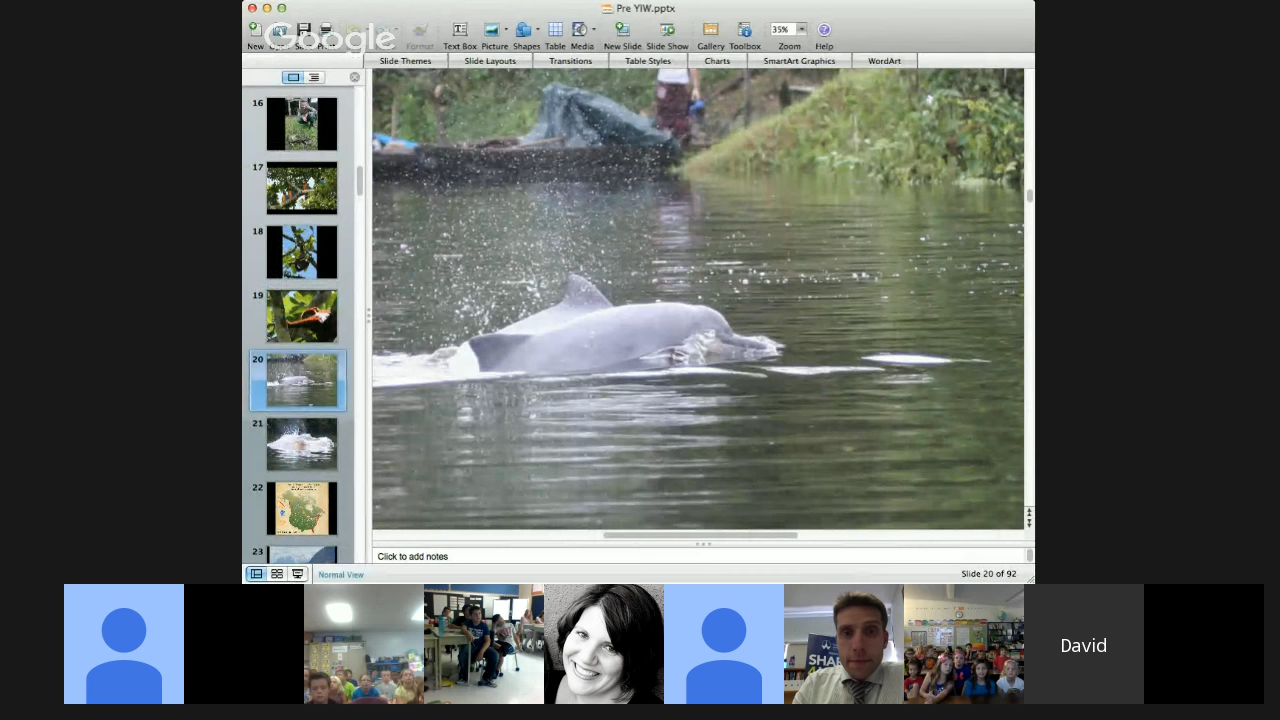 Pre YIW.pptx
Google
35%
New
Format
Text Box
Picture
Shapes
Table
Media
New Slide
Slide Show
Gallery
Toolbox
Zoom
Help
Slide Themes
Slide Layouts
Transitions
Table Styles
Charts
SmartArt Graphics
WordArt
16
17
18
19
20
21
22
23
Click to add notes
Normal View
Slide 20 of 92
David